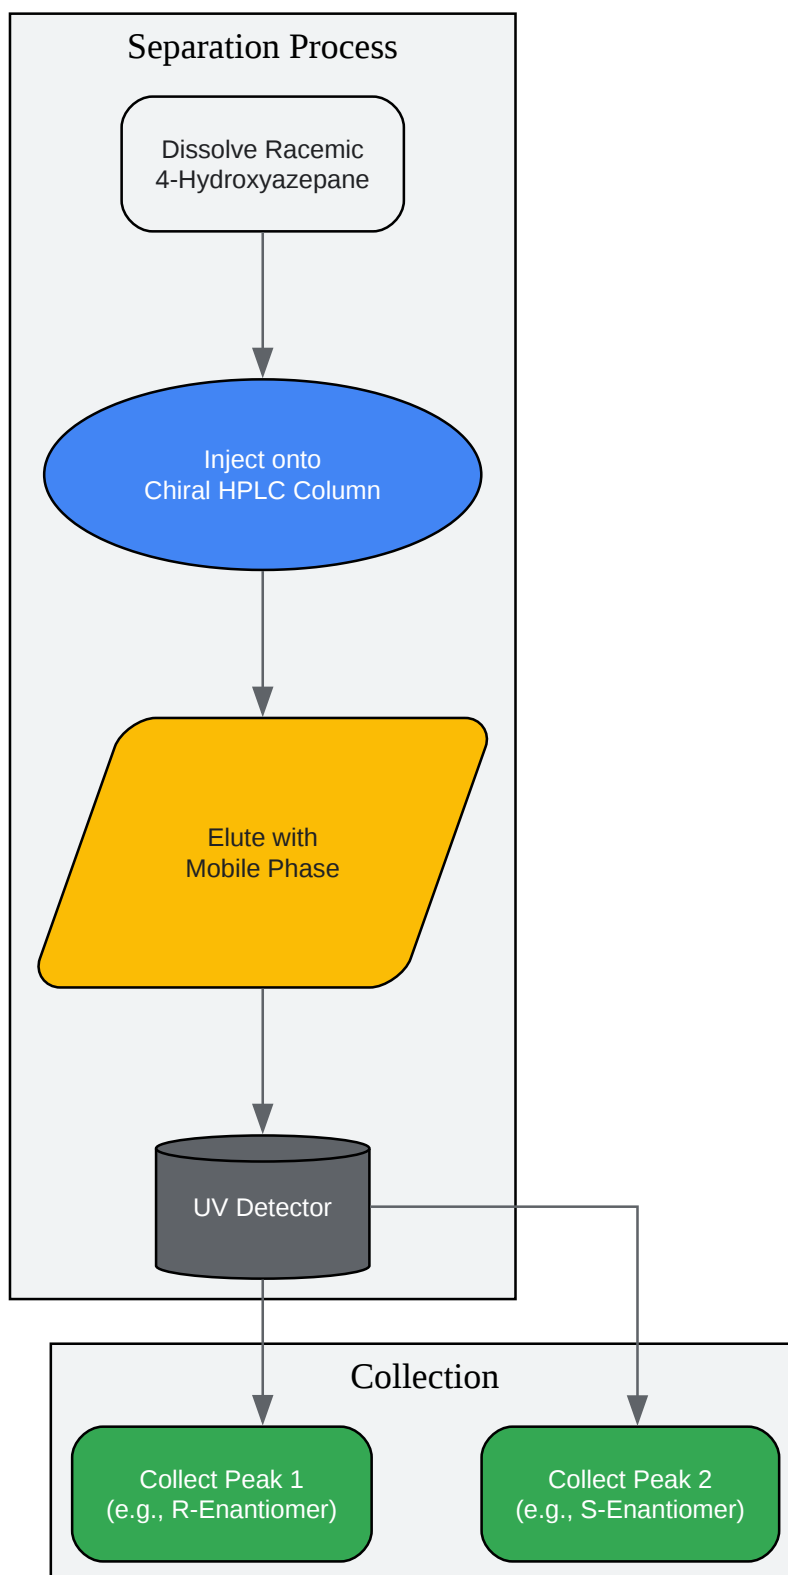 Separation Process
Dissolve Racemic
4-Hydroxyazepane
Inject onto
Chiral HPLC Column
Elute with
Mobile Phase
UV Detector
Collection
Collect Peak 1
(e.g., R-Enantiomer)
Collect Peak 2
(e.g., S-Enantiomer)